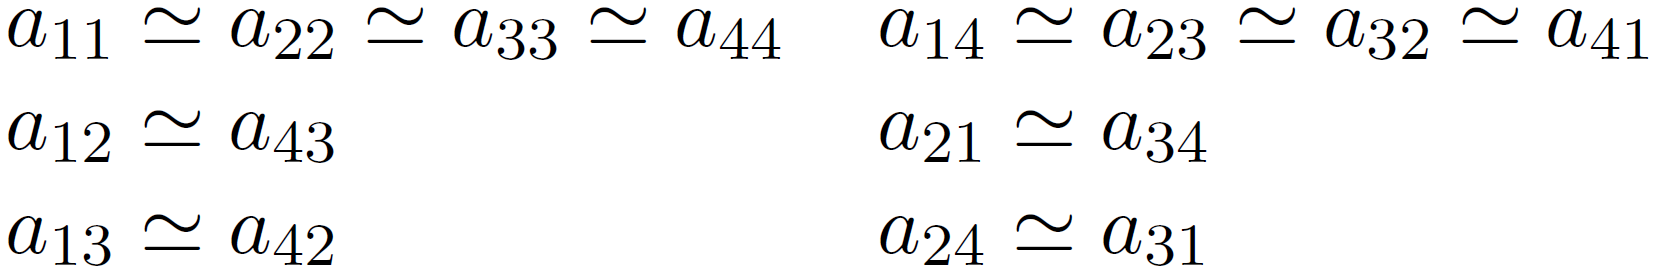 a₁₁ ≃ a₂₂ ≃ a₃₃ ≃ a₄₄ a₁₄ ≃ a₂₃ ≃ a₃₂ ≃ a₄₁
a₁₂ ≃ a₄₃ a₂₁ ≃ a₃₄
a₁₃ ≃ a₄₂ a₂₄ ≃ a₃₁